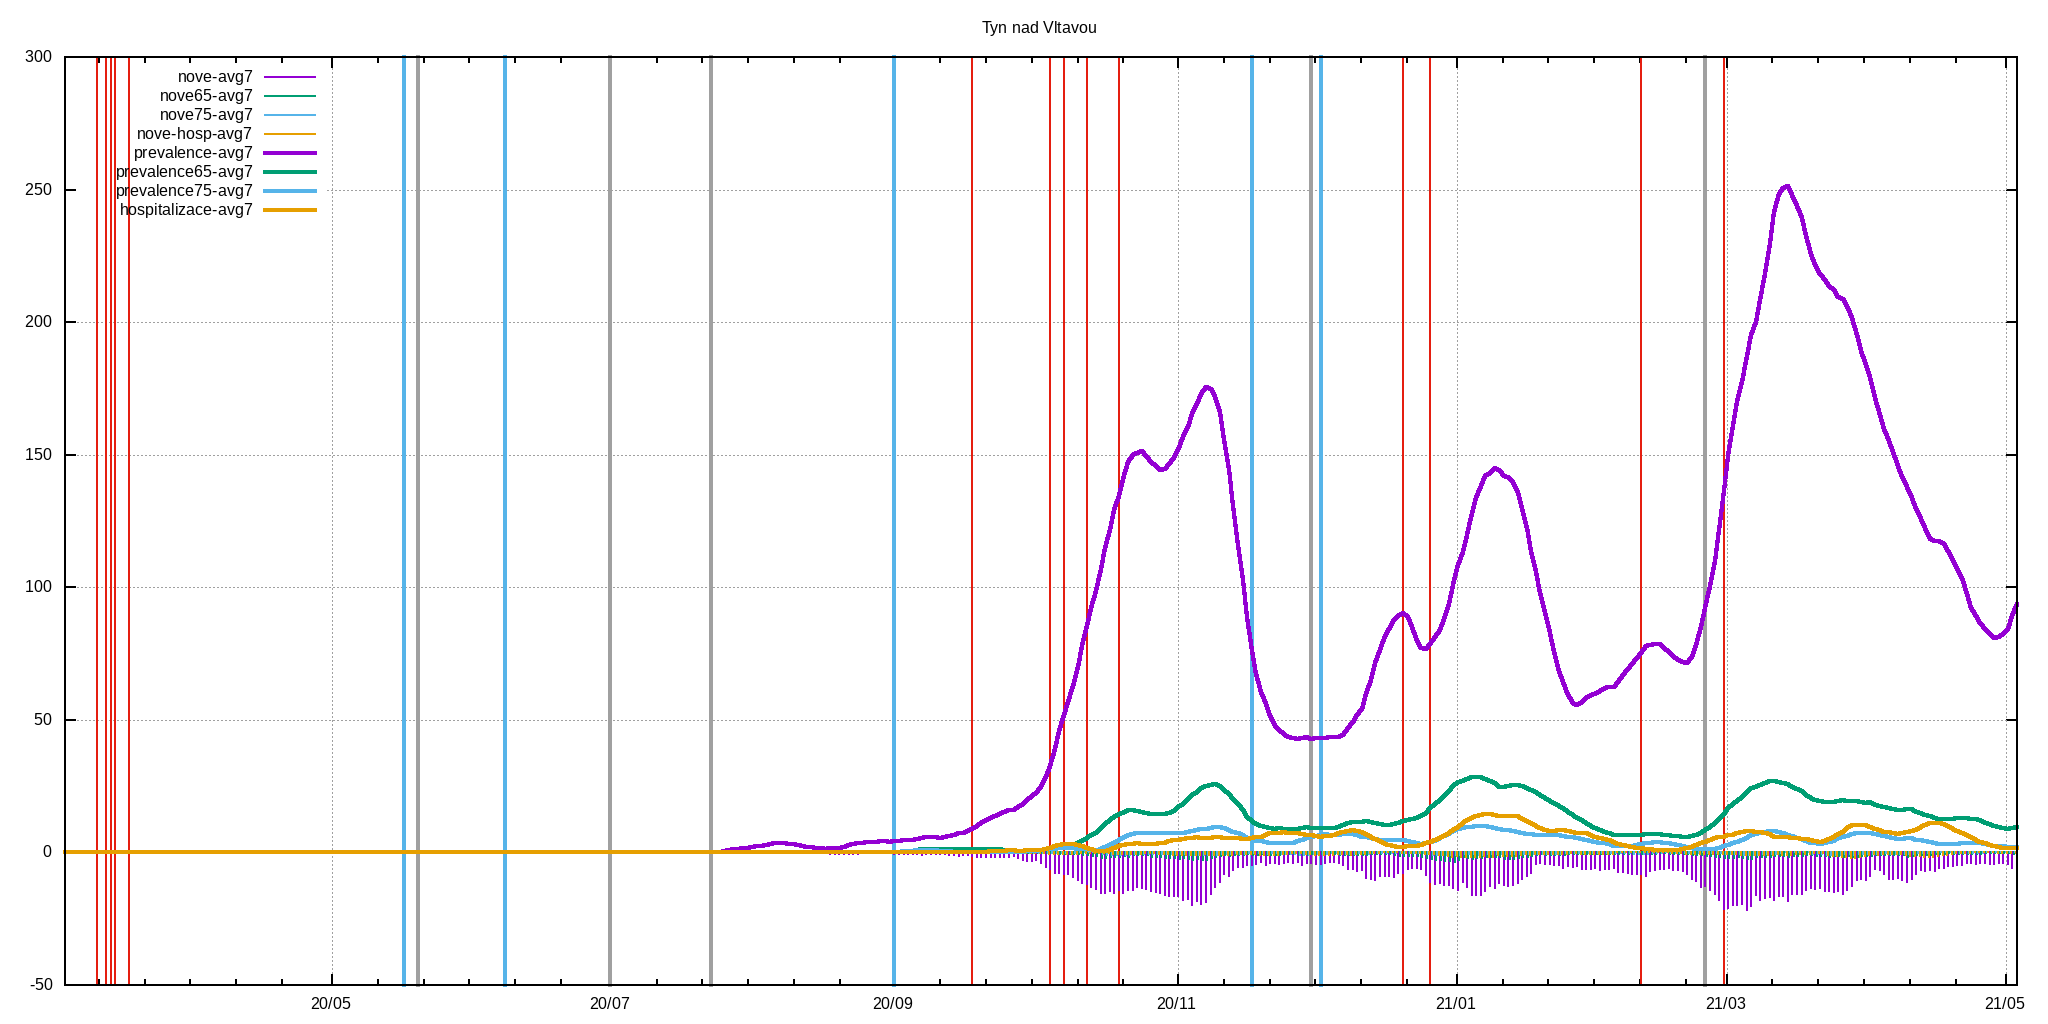 Tyn nad Vltavou
300
250
200
150
100
50
0
-50
nove-avg7
nove65-avg7
nove75-avg7
nove-hosp-avg7
prevalence-avg7
prevalence65-avg7
prevalence75-avg7
hospitalizace-avg7
20/05 20/07 20/09 20/11 21/01 21/03 21/05